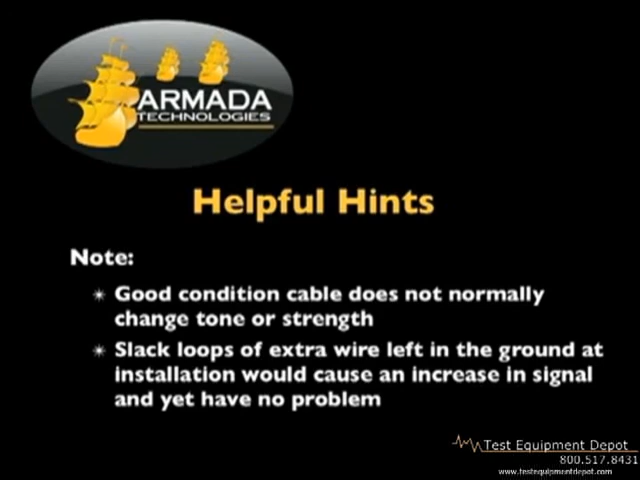 ARMADA
TECHNOLOGIES
Helpful Hints
Note:
Good condition cable does not normally
change tone or strength
Slack loops of extra wire left in the ground at
installation would cause an increase in signal
and yet have no problem
Test Equipment Depot
800.517.8431
www.testequipmentdepot.com